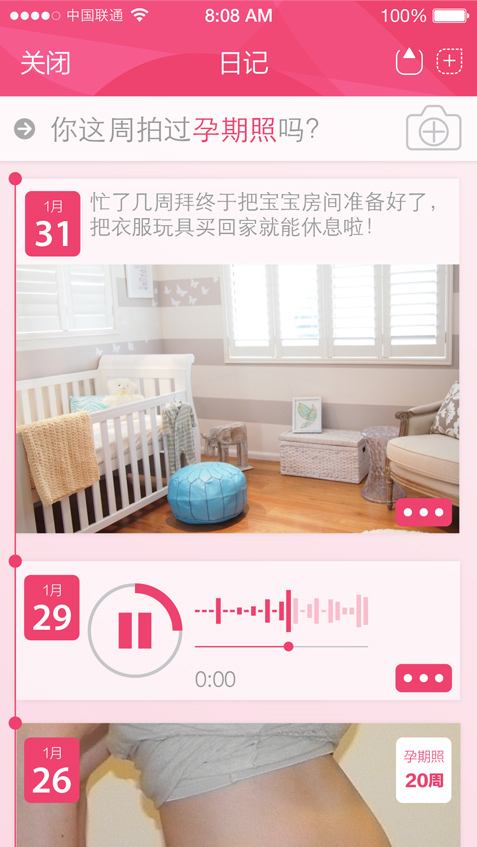 中国联通 8:08 AM 100%
关闭 日记
你这周拍过孕期照吗?
1月
31
忙了几周拜终于把宝宝房间准备好了,
把衣服玩具买回家就能休息啦!
1月
29
0:00
1月
26
孕期照
20周